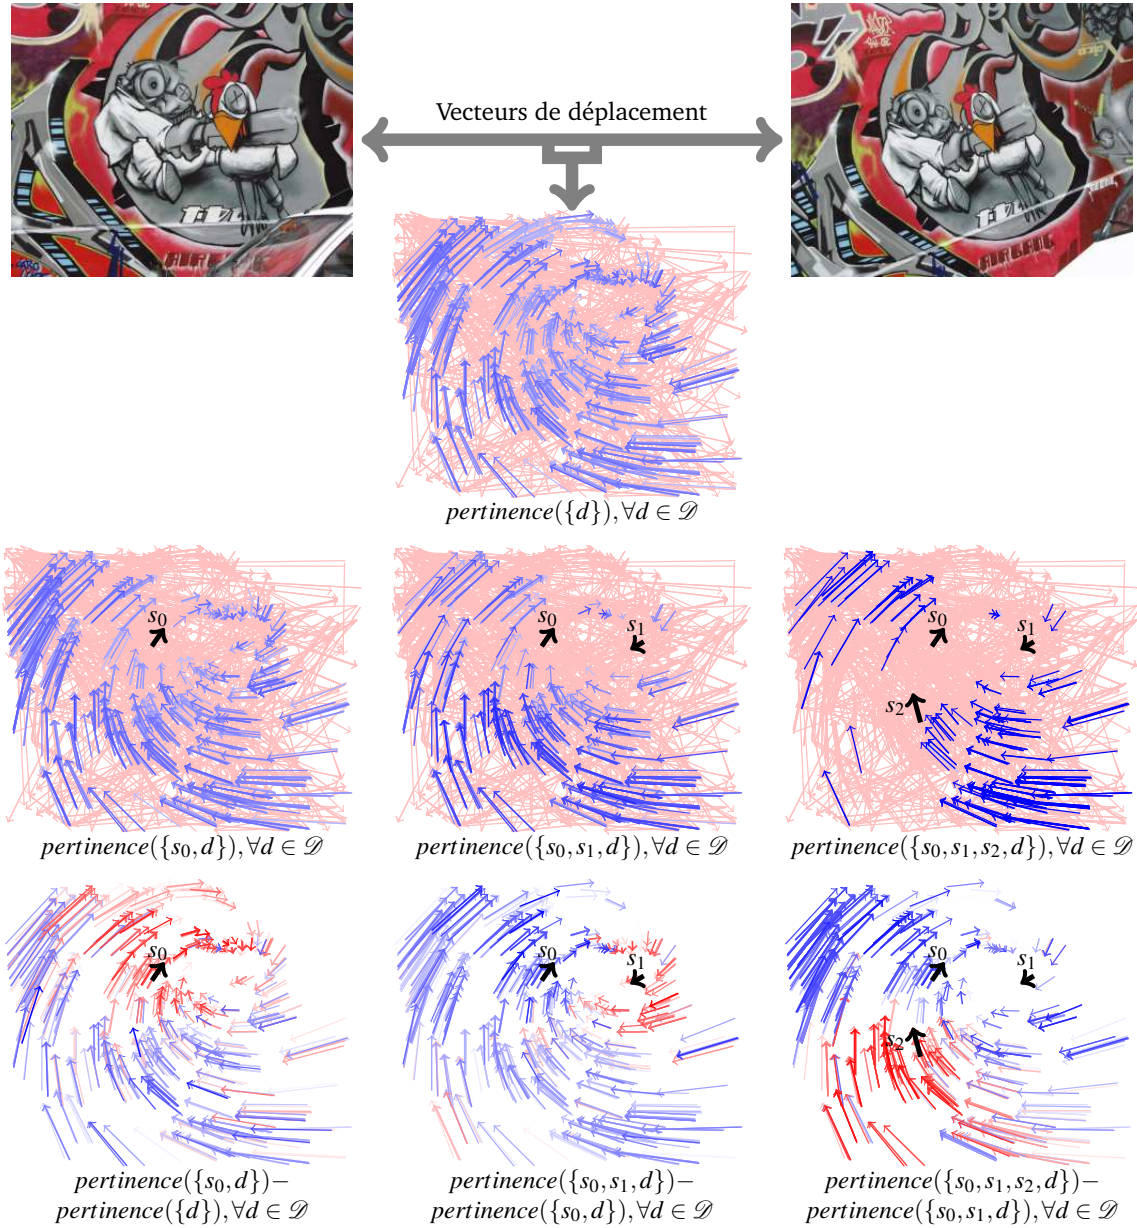 Vecteurs de déplacement
pertinence({d}), ∀d ∈ 𝒟
s₀
s₀
s₁
s₀
s₁
s₂
pertinence({s₀, d}), ∀d ∈ 𝒟
pertinence({s₀, s₁, d}), ∀d ∈ 𝒟
pertinence({s₀, s₁, s₂, d}), ∀d ∈ 𝒟
s₀
s₀
s₁
s₀
s₁
s₂
pertinence({s₀, d})−
pertinence({d}), ∀d ∈ 𝒟
pertinence({s₀, s₁, d})−
pertinence({s₀, d}), ∀d ∈ 𝒟
pertinence({s₀, s₁, s₂, d})−
pertinence({s₀, s₁, d}), ∀d ∈ 𝒟